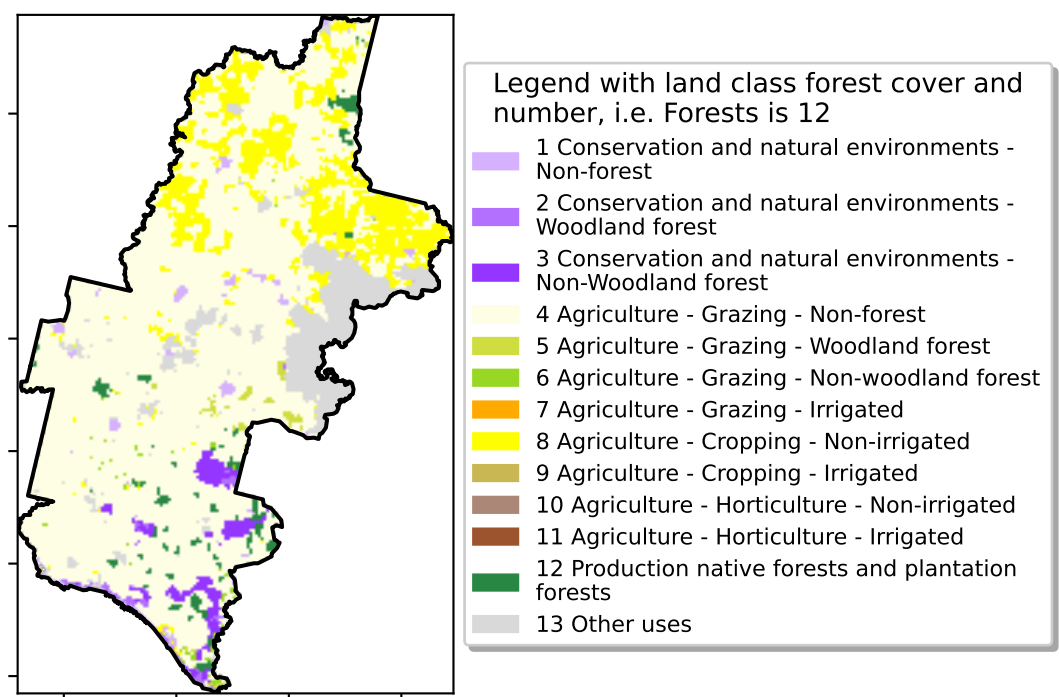 Legend with land class forest cover and
number, i.e. Forests is 12
1 Conservation and natural environments -
Non-forest
2 Conservation and natural environments -
Woodland forest
3 Conservation and natural environments -
Non-Woodland forest
4 Agriculture - Grazing - Non-forest
5 Agriculture - Grazing - Woodland forest
6 Agriculture - Grazing - Non-woodland forest
7 Agriculture - Grazing - Irrigated
8 Agriculture - Cropping - Non-irrigated
9 Agriculture - Cropping - Irrigated
10 Agriculture - Horticulture - Non-irrigated
11 Agriculture - Horticulture - Irrigated
12 Production native forests and plantation
forests
13 Other uses